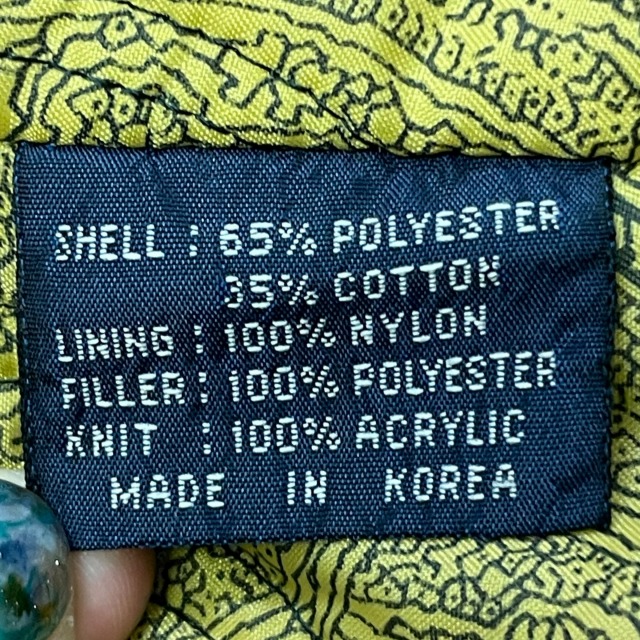 SHELL : 65% POLYESTER
35% COTTON
LINING : 100% NYLON
FILLER : 100% POLYESTER
KNIT : 100% ACRYLIC
MADE IN KOREA